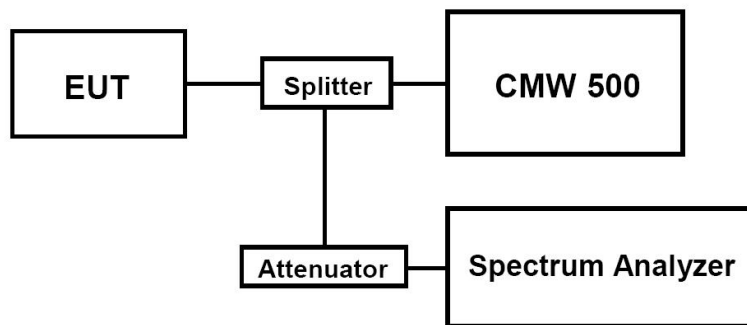 EUT
Splitter
CMW 500
Attenuator
Spectrum Analyzer